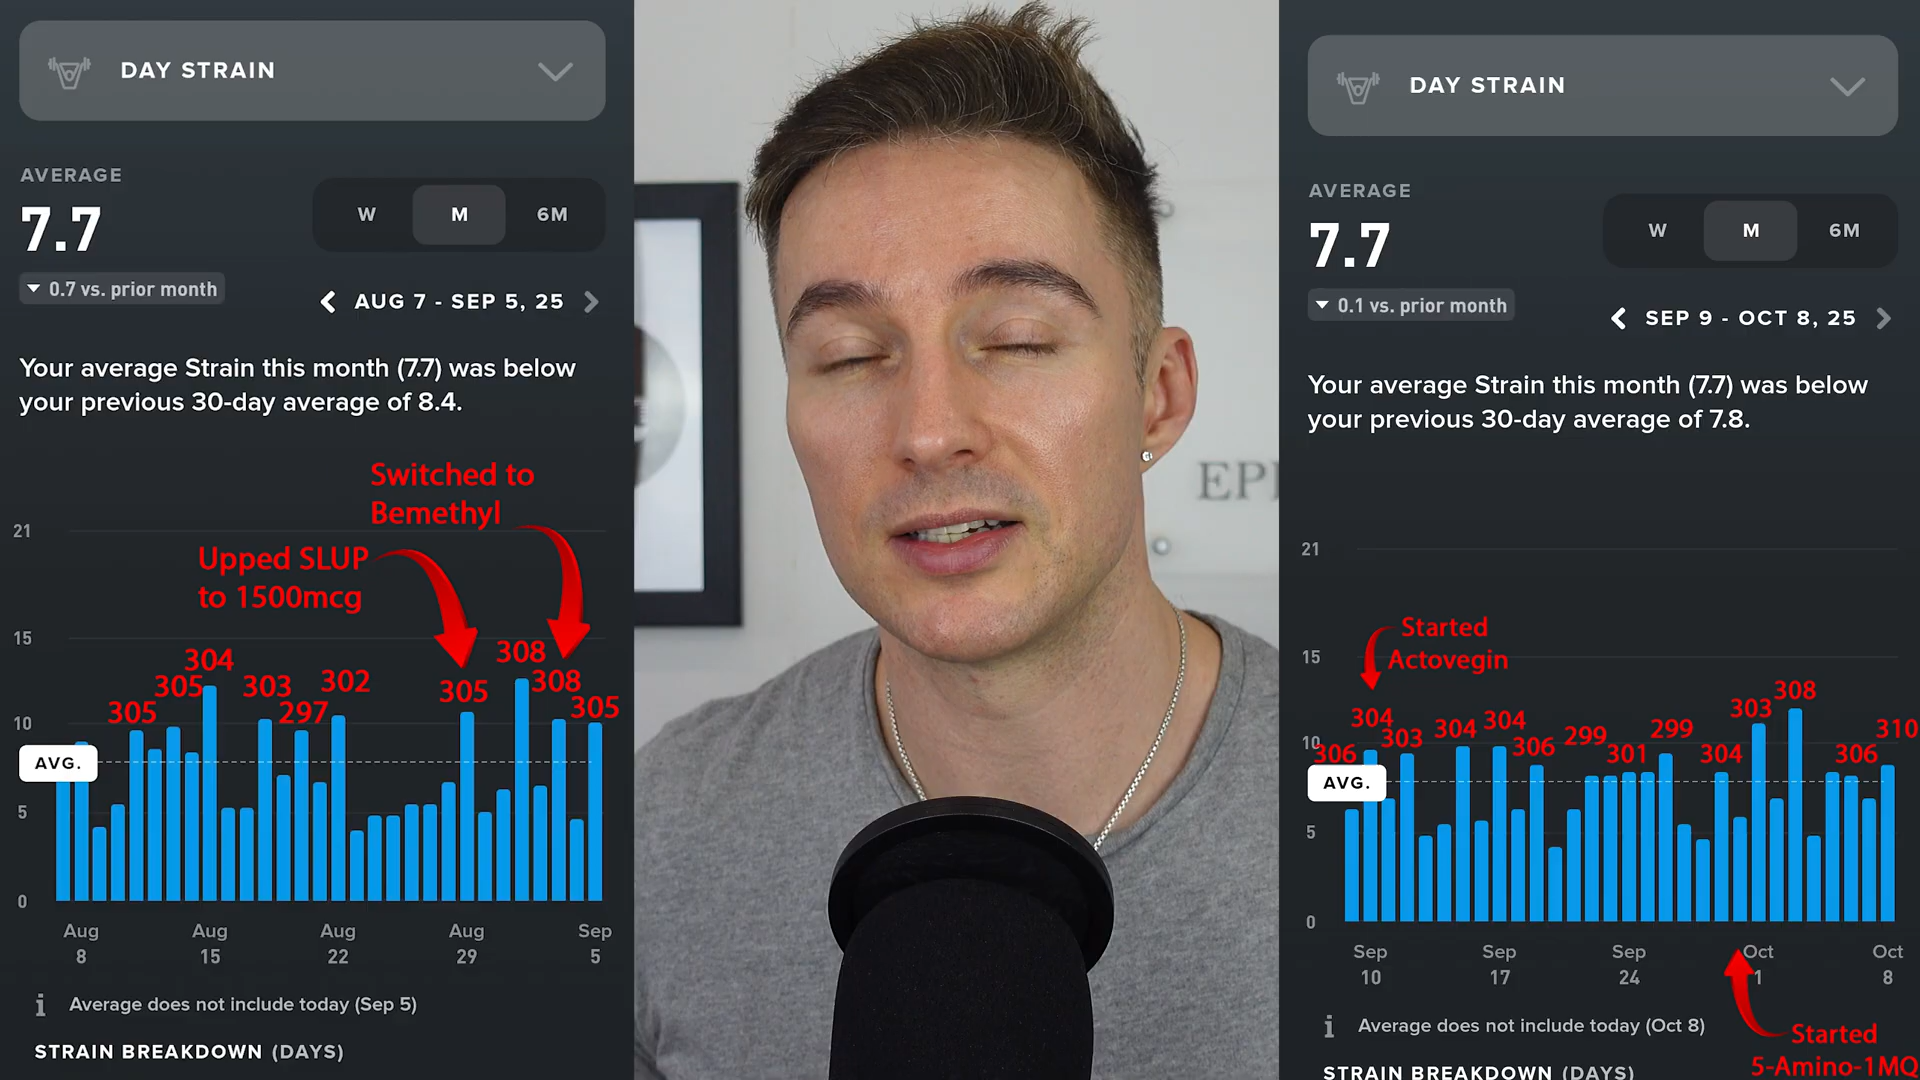 DAY STRAIN
AVERAGE
7.7
W M 6M
0.7 vs. prior month
AUG 7 - SEP 5, 25
Your average Strain this month (7.7) was below
your previous 30-day average of 8.4.
Switched to
Bemethyl
Upped SLUP
to 1500mcg
21
15
10
5
0
304
305
305
303
297
302
305
308
308
305
AVG.
Aug 8
Aug 15
Aug 22
Aug 29
Sep 5
Average does not include today (Sep 5)
STRAIN BREAKDOWN (DAYS)
DAY STRAIN
AVERAGE
7.7
W M 6M
0.1 vs. prior month
SEP 9 - OCT 8, 25
Your average Strain this month (7.7) was below
your previous 30-day average of 7.8.
21
15
10
5
0
Started
Actovegin
306
304
303
304
304
306
299
301
299
304
303
308
306
310
AVG.
Sep 10
Sep 17
Sep 24
Oct 1
Oct 8
Average does not include today (Oct 8)
Started
5-Amino-1MQ
STRAIN BREAKDOWN (DAYS)